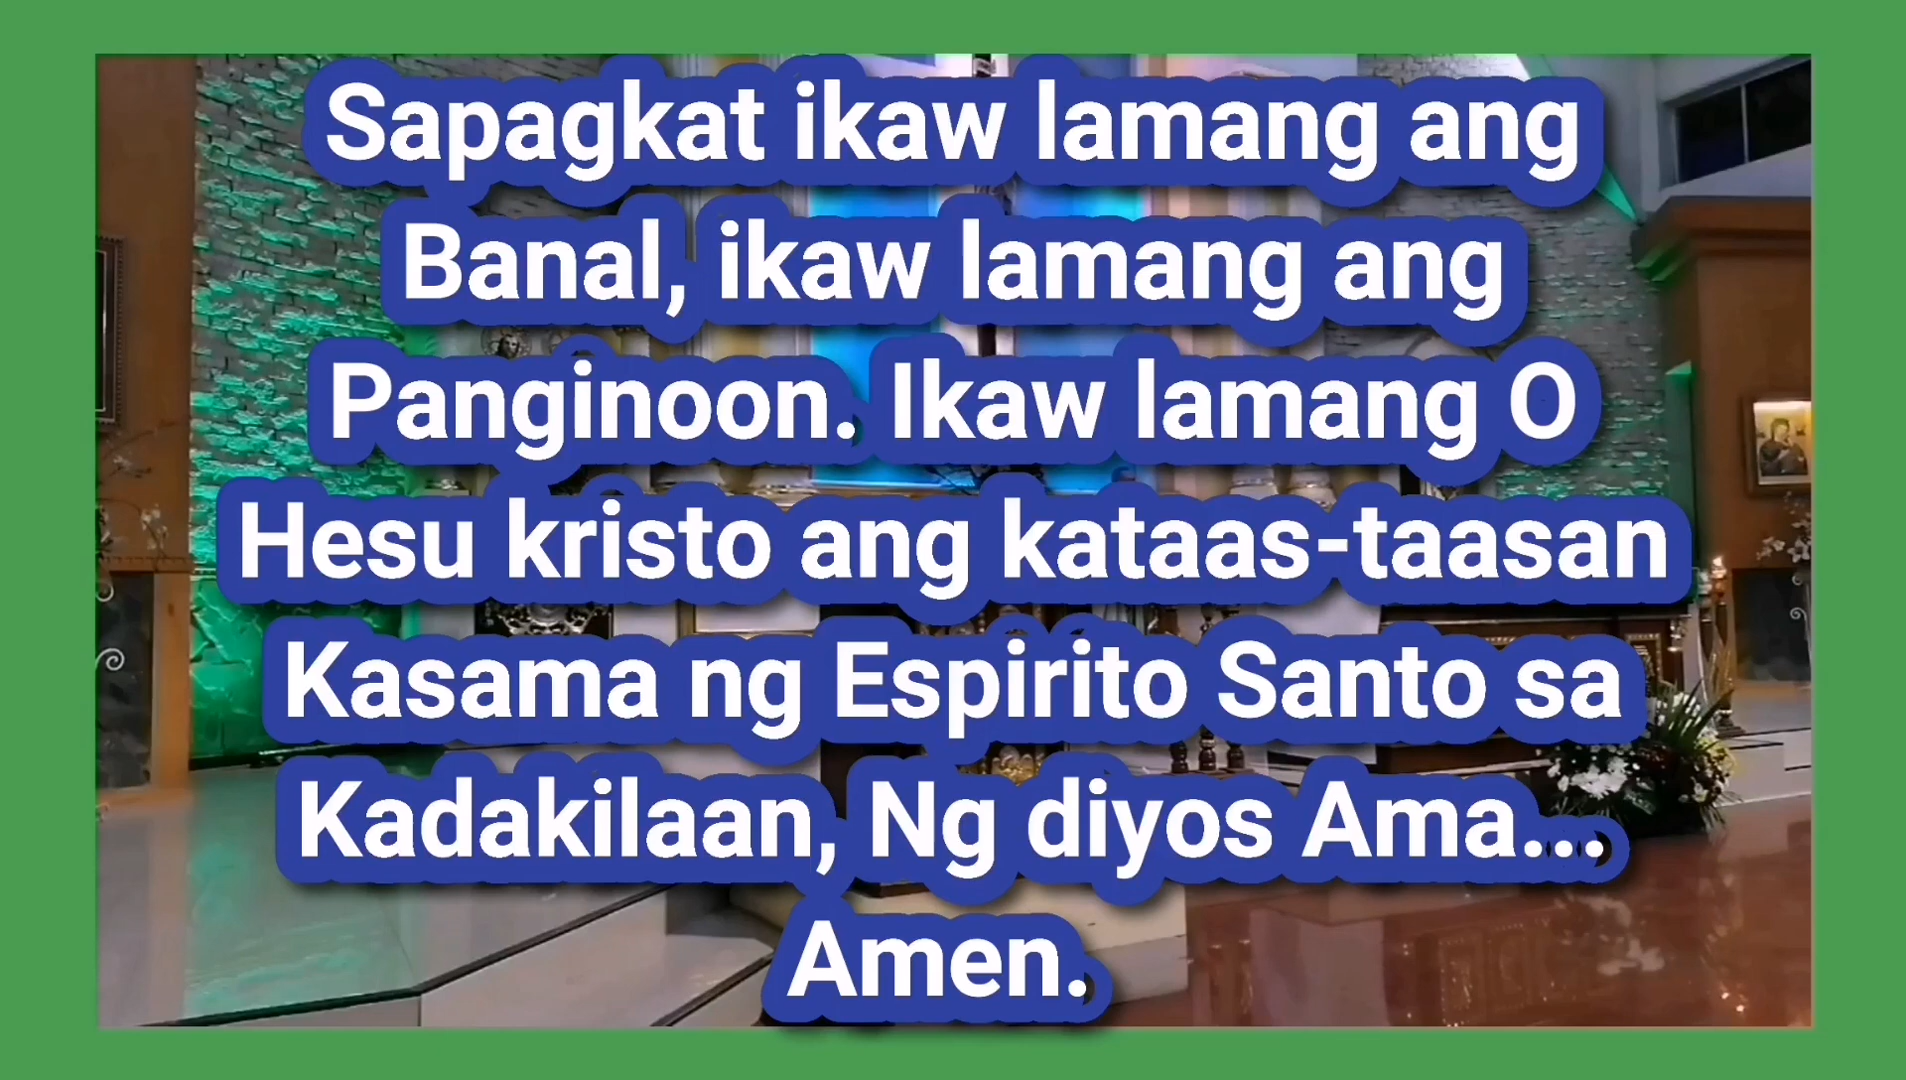 Sapagkat ikaw lamang ang
Banal, ikaw lamang ang
Panginoon. Ikaw lamang O
Hesu kristo ang kataas-taasan
Kasama ng Espirito Santo sa
Kadakilaan, Ng diyos Ama...
Amen.